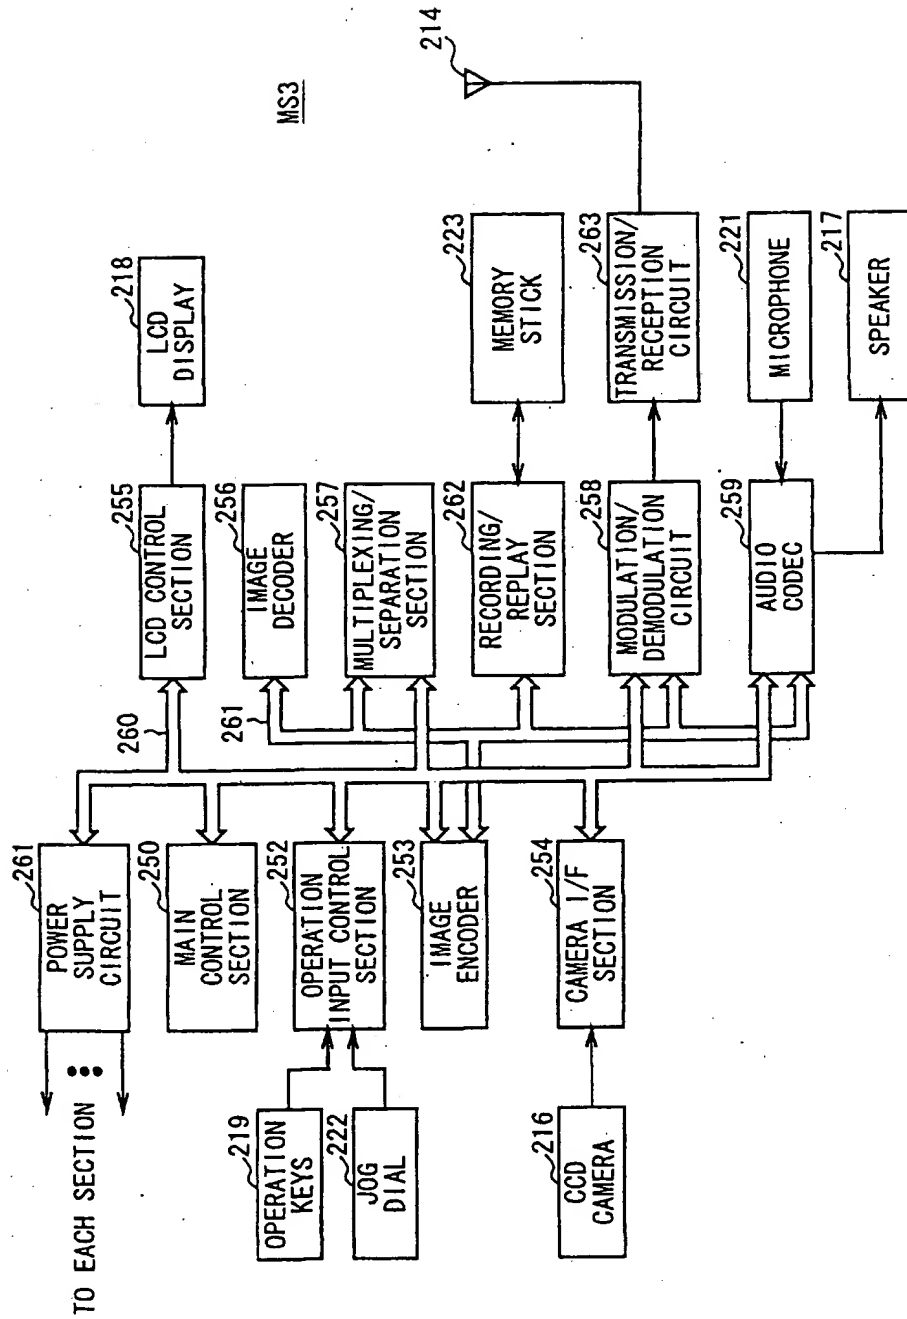 MS3
214
218
LCD
DISPLAY
223
MEMORY
STICK
263
TRANSMISSION/
RECEPTION
CIRCUIT
221
MICROPHONE
217
SPEAKER
255
LCD CONTROL
SECTION
256
IMAGE
DECODER
257
MULTIPLEXING/
SEPARATION
SECTION
262
RECORDING/
REPLAY
SECTION
258
MODULATION/
DEMODULATION
CIRCUIT
259
AUDIO
CODEC
260
261
261
POWER
SUPPLY
CIRCUIT
250
MAIN
CONTROL
SECTION
252
OPERATION
INPUT CONTROL
SECTION
253
IMAGE
ENCODER
254
CAMERA I/F
SECTION
TO EACH SECTION
219
OPERATION
KEYS
222
JOG
DIAL
216
CCD
CAMERA